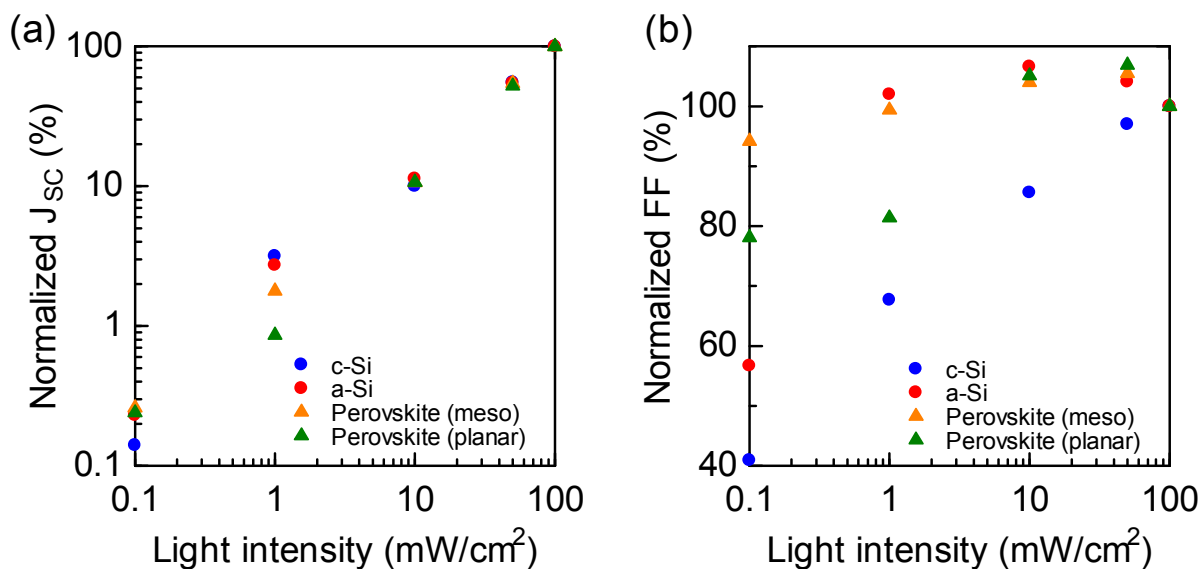 (a)
Normalized J_SC (%)
100
10
1
0.1
c-Si
a-Si
Perovskite (meso)
Perovskite (planar)
0.1
1
10
100
Light intensity (mW/cm²)
(b)
Normalized FF (%)
100
80
60
40
c-Si
a-Si
Perovskite (meso)
Perovskite (planar)
0.1
1
10
100
Light intensity (mW/cm²)